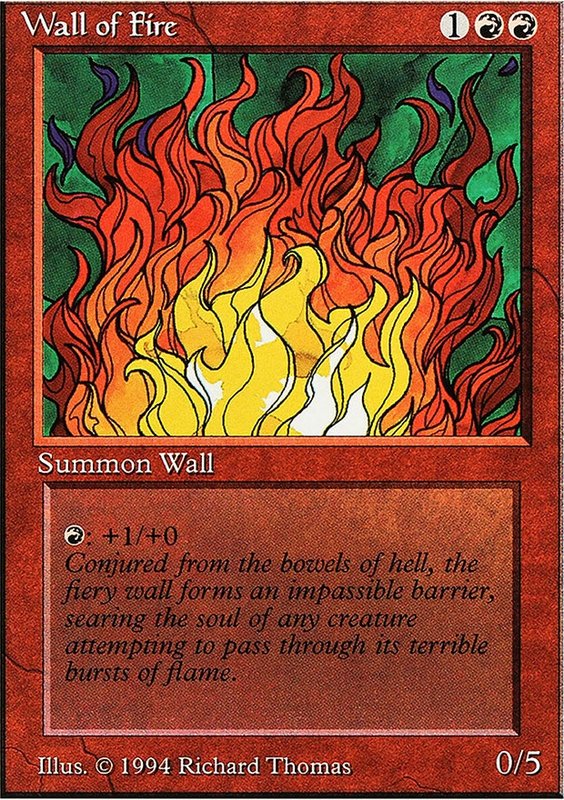 Wall of Fire
1
Summon Wall
: +1/+0
Conjured from the bowels of hell, the
fiery wall forms an impassible barrier,
searing the soul of any creature
attempting to pass through its terrible
bursts of flame.
Illus. © 1994 Richard Thomas
0/5